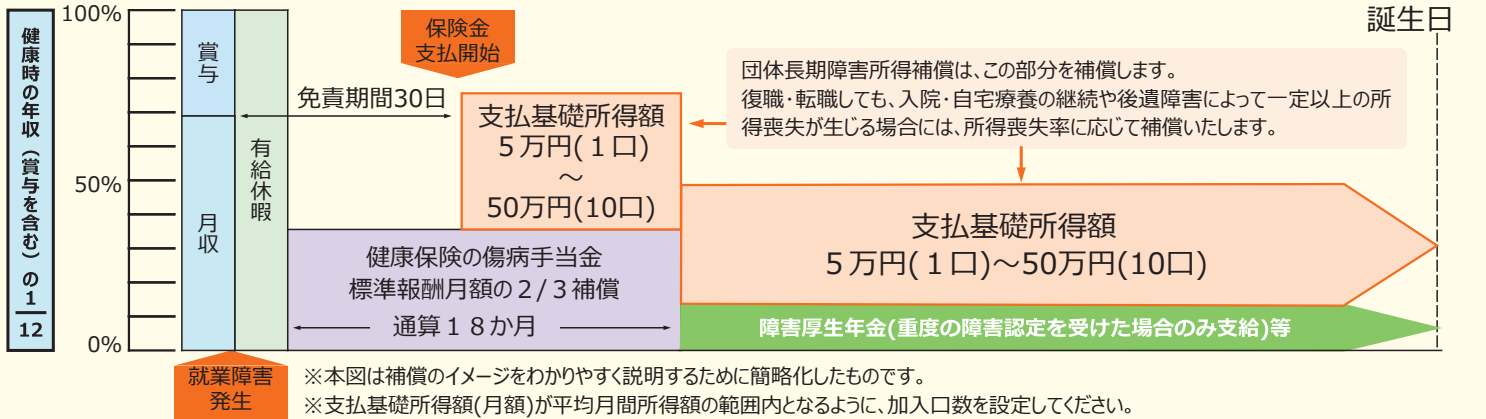 健康時の年収（賞与を含む）の1/12
100%
50%
0%
賞与
月収
有給休暇
免責期間30日
保険金
支払開始
支払基礎所得額
5万円(1口)
～
50万円(10口)
団体長期障害所得補償は、この部分を補償します。
復職・転職しても、入院・自宅療養の継続や後遺障害によって一定以上の所
得喪失が生じる場合には、所得喪失率に応じて補償いたします。
誕生日
健康保険の傷病手当金
標準報酬月額の2/3補償
通算18か月
支払基礎所得額
5万円(1口)～50万円(10口)
障害厚生年金(重度の障害認定を受けた場合のみ支給)等
就業障害
発生
※本図は補償のイメージをわかりやすく説明するために簡略化したものです。
※支払基礎所得額(月額)が平均月間所得額の範囲内となるように、加入口数を設定してください。